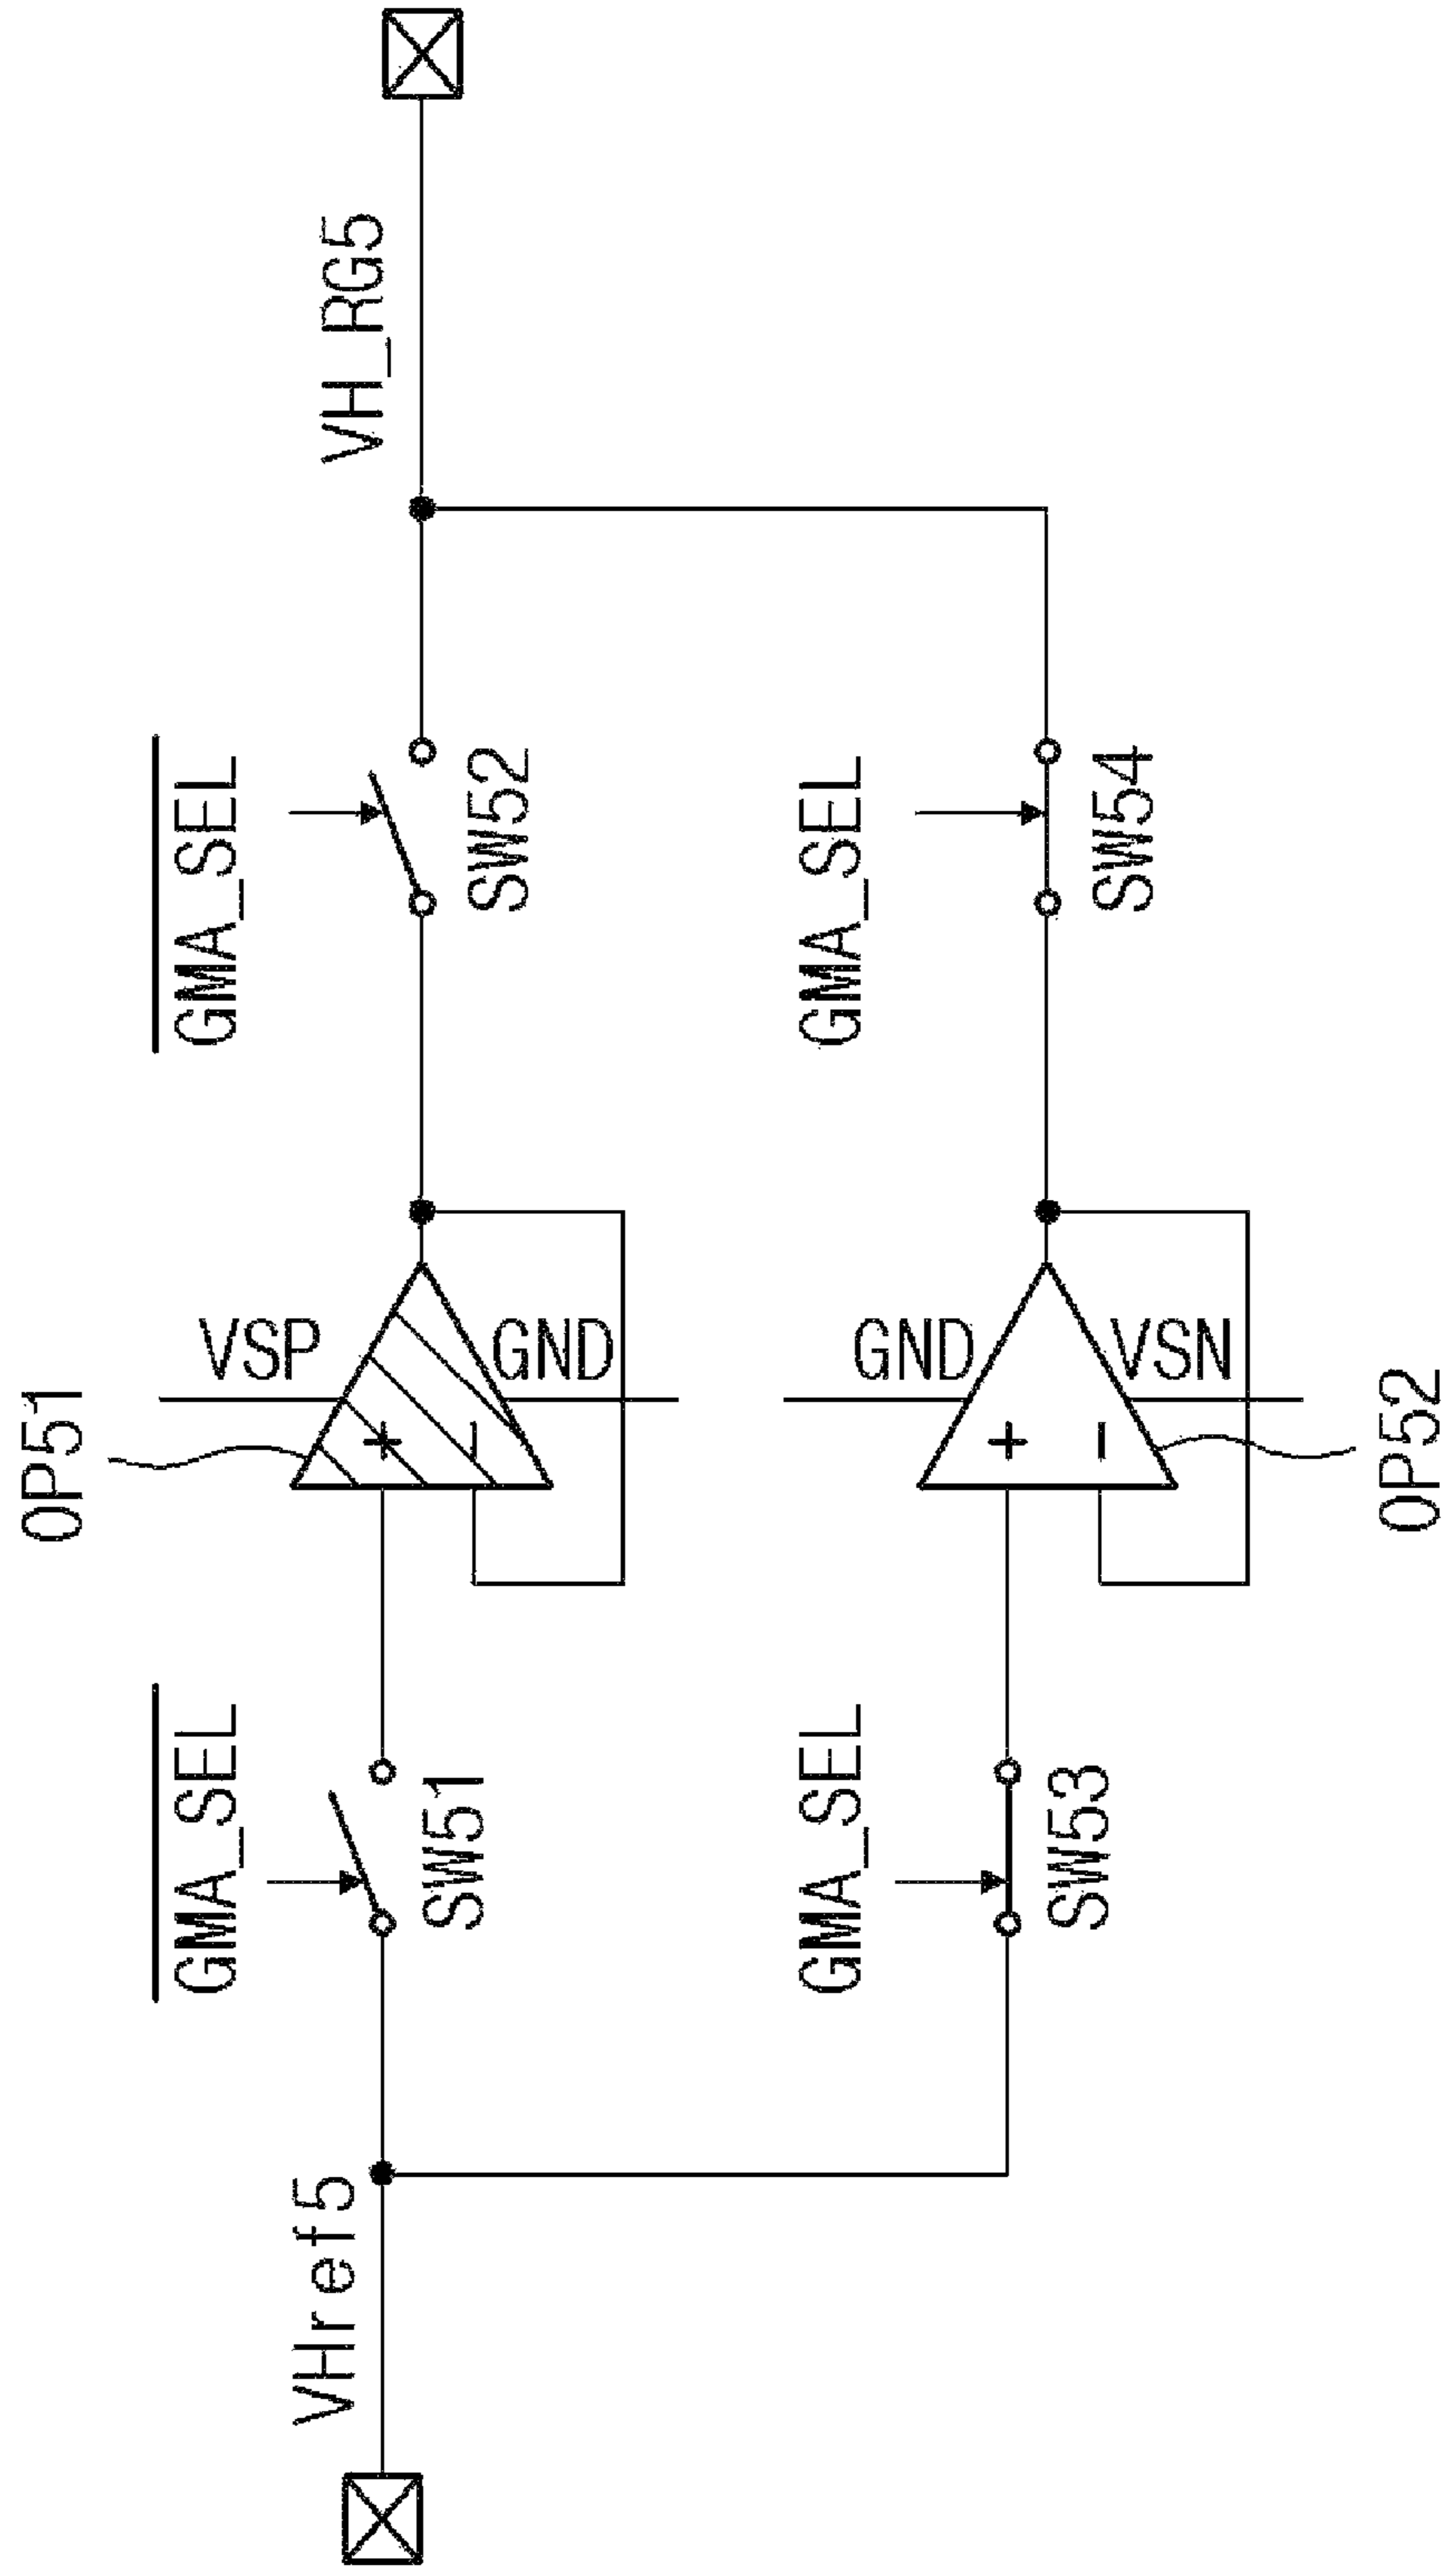 OP51
GMA_SEL
GMA_SEL
VSP
VHref5
VH_RG5
SW51
+
−
GND
SW52
GMA_SEL
GND
GMA_SEL
SW53
+
−
VSN
SW54
OP52